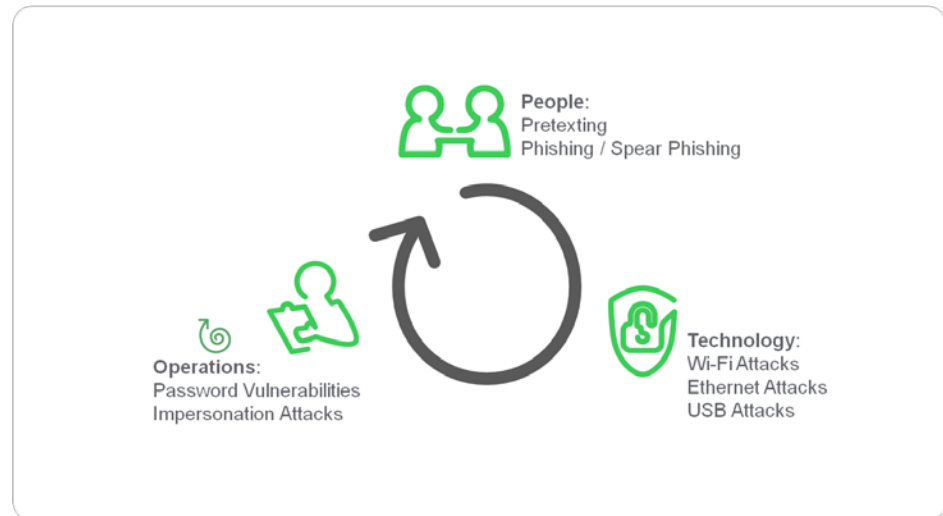 People:
Pretexting
Phishing / Spear Phishing
Technology:
Wi-Fi Attacks
Ethernet Attacks
USB Attacks
Operations:
Password Vulnerabilities
Impersonation Attacks